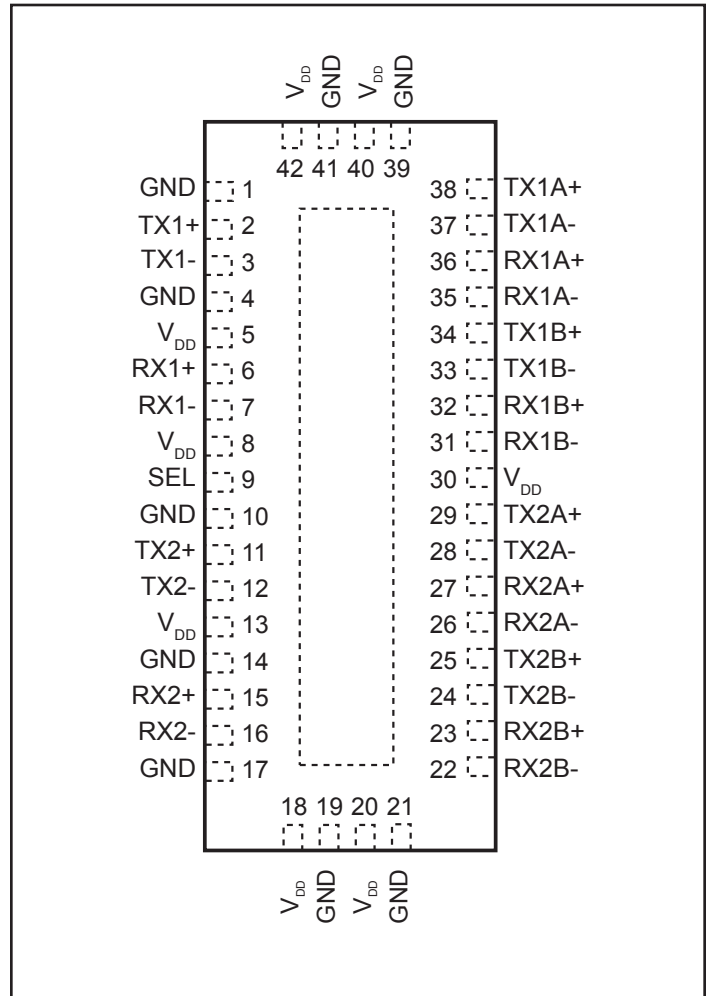 V_DD GND V_DD GND
42 41 40 39
GND 1 38 TX1A+
TX1+ 2 37 TX1A-
TX1- 3 36 RX1A+
GND 4 35 RX1A-
V_DD 5 34 TX1B+
RX1+ 6 33 TX1B-
RX1- 7 32 RX1B+
V_DD 8 31 RX1B-
SEL 9 30 V_DD
GND 10 29 TX2A+
TX2+ 11 28 TX2A-
TX2- 12 27 RX2A+
V_DD 13 26 RX2A-
GND 14 25 TX2B+
RX2+ 15 24 TX2B-
RX2- 16 23 RX2B+
GND 17 22 RX2B-
18 19 20 21
V_DD GND V_DD GND